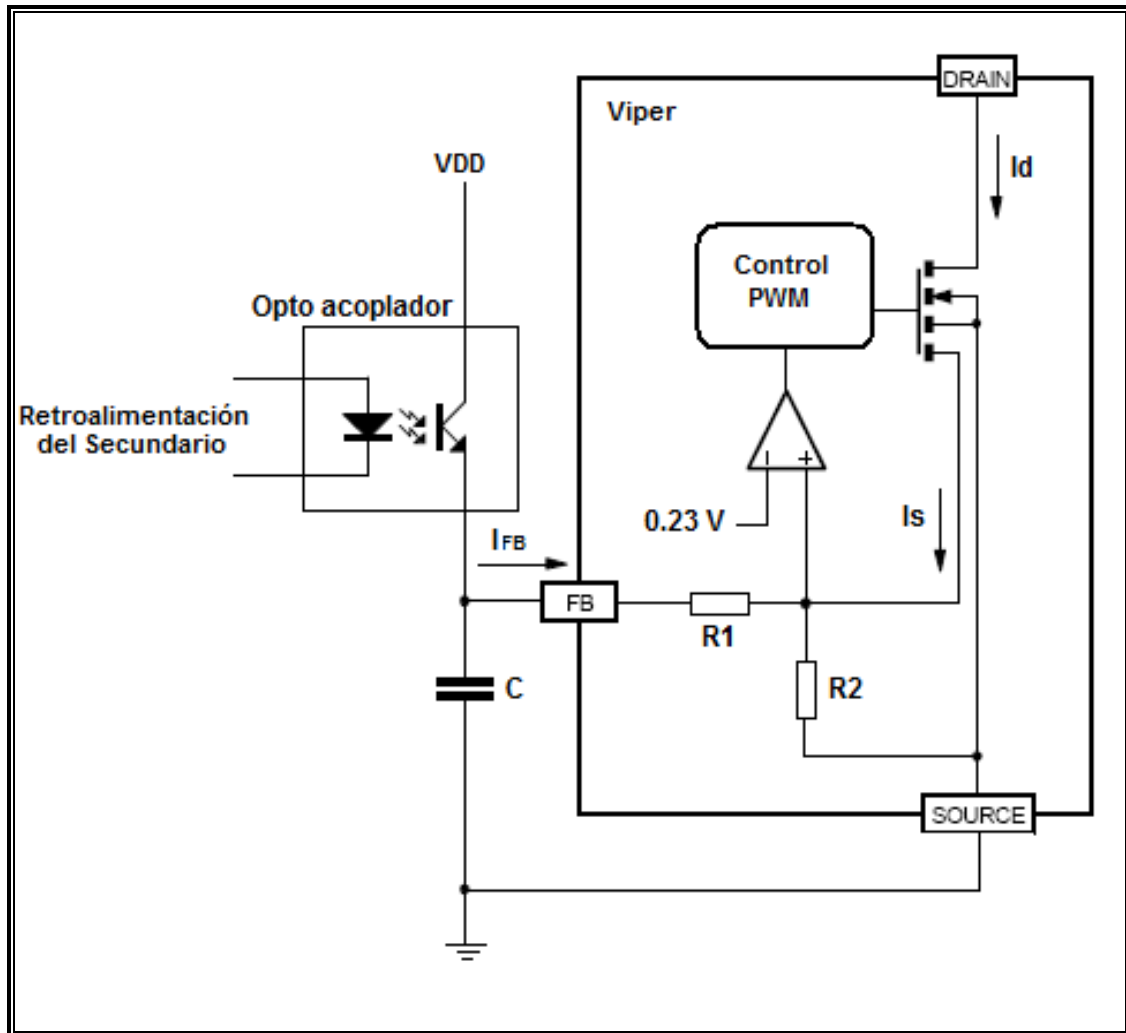 DRAIN
Viper
Id
VDD
Control
PWM
Opto acoplador
Retroalimentación
del Secundario
- +
0.23 V
Is
IFB
FB
R1
C
R2
SOURCE